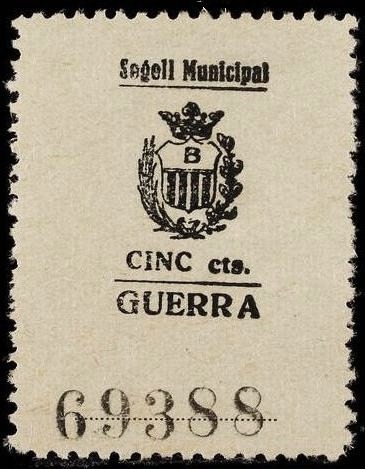 Segell Municipal
B
CINC cts.
GUERRA
69388